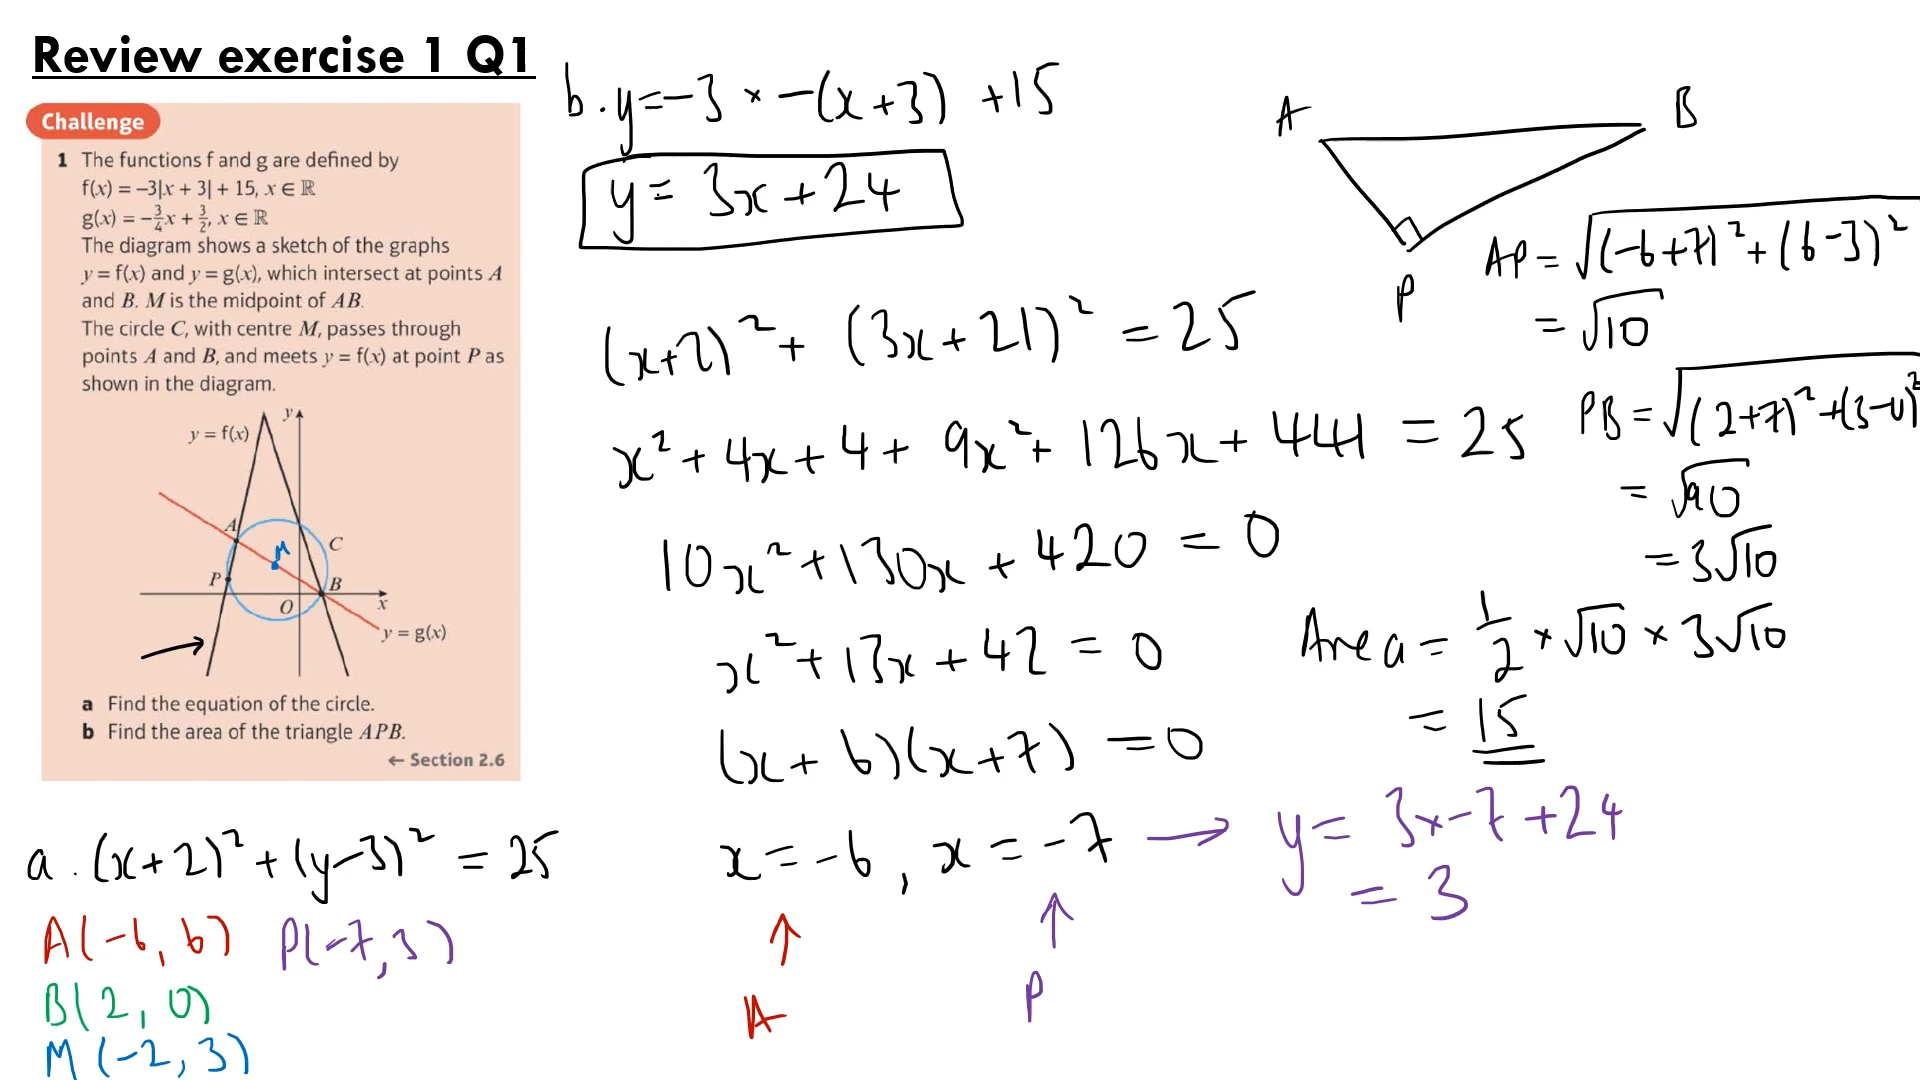 Review exercise 1 Q1
Challenge
1 The functions f and g are defined by
f(x) = −3|x + 3| + 15, x ∈ ℝ
g(x) = −3/4x + 3/2, x ∈ ℝ
The diagram shows a sketch of the graphs
y = f(x) and y = g(x), which intersect at points A
and B. M is the midpoint of AB.
The circle C, with centre M, passes through
points A and B, and meets y = f(x) at point P as
shown in the diagram.
y
y = f(x)
A
M
C
P
B
O
x
y = g(x)
a Find the equation of the circle.
b Find the area of the triangle APB.
← Section 2.6
a. (x+2)² + (y−3)² = 25
A(−6, 6) P(−7, 3)
B(2, 0)
M(−2, 3)
b. y = −3 × −(x+3) + 15
y = 3x + 24
(x+2)² + (3x+21)² = 25
x² + 4x + 4 + 9x² + 126x + 441 = 25
10x² + 130x + 420 = 0
x² + 13x + 42 = 0
(x+6)(x+7) = 0
x = −6, x = −7 → y = 3×−7 + 24
= 3
↑ ↑
A P
A B
P
AP = √(−6+7)² + (6−3)²
= √10
PB = √(2+7)² + (3−0)²
= √90
= 3√10
Area = 1/2 × √10 × 3√10
= 15